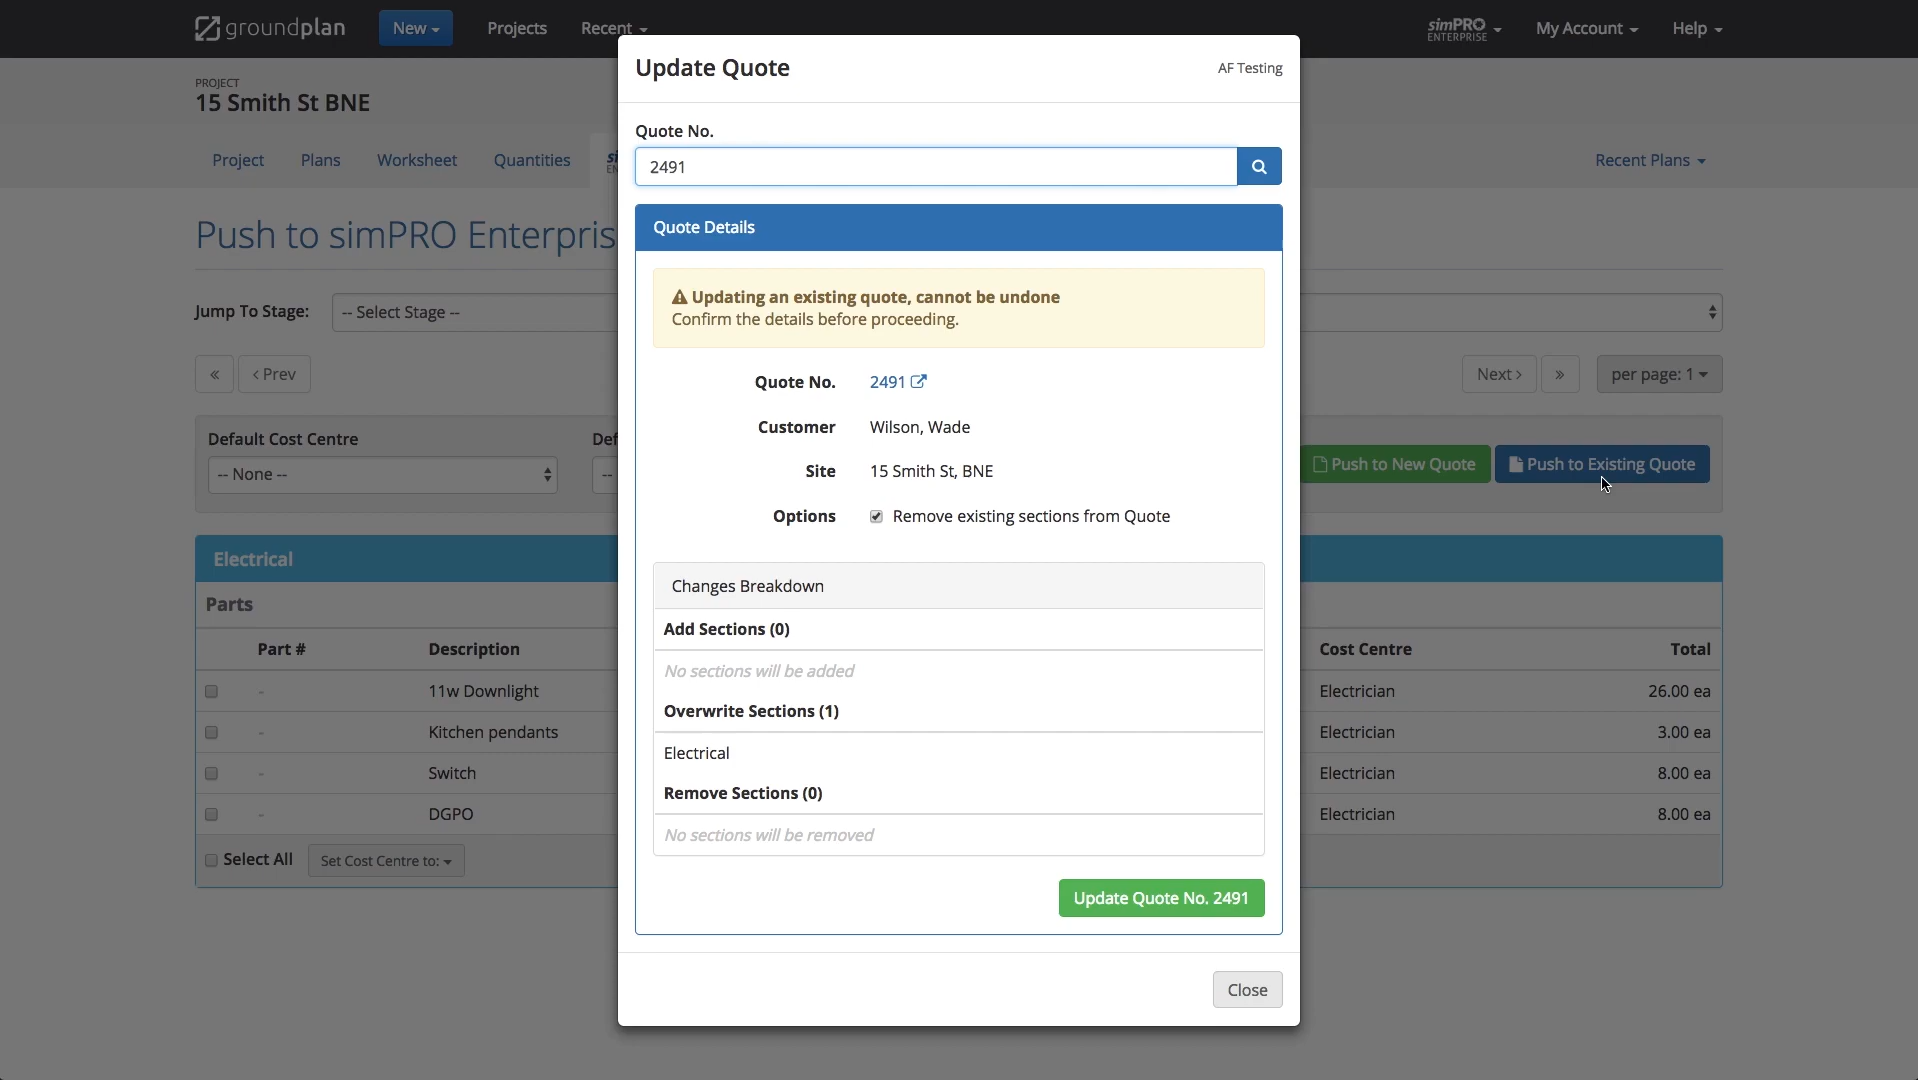 groundplan New Projects Recent simPRO ENTERPRISE My Account Help
PROJECT
15 Smith St BNE
Project Plans Worksheet Quantities Recent Plans
Push to simPRO Enterpris
Jump To Stage: -- Select Stage --
« ‹ Prev Next › » per page: 1
Default Cost Centre Def
-- None -- --
Push to New Quote Push to Existing Quote
Electrical
Parts
Part # Description Cost Centre Total
- 11w Downlight Electrician 26.00 ea
- Kitchen pendants Electrician 3.00 ea
- Switch Electrician 8.00 ea
- DGPO Electrician 8.00 ea
Select All Set Cost Centre to:
Update Quote AF Testing
Quote No.
2491
Quote Details
Updating an existing quote, cannot be undone
Confirm the details before proceeding.
Quote No. 2491
Customer Wilson, Wade
Site 15 Smith St, BNE
Options Remove existing sections from Quote
Changes Breakdown
Add Sections (0)
No sections will be added
Overwrite Sections (1)
Electrical
Remove Sections (0)
No sections will be removed
Update Quote No. 2491
Close